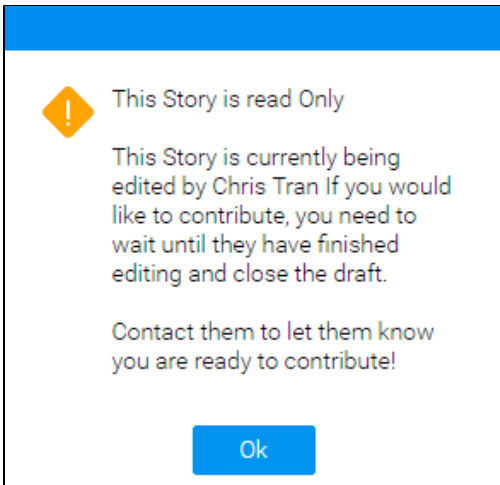 This Story is read Only
This Story is currently being
edited by Chris Tran If you would
like to contribute, you need to
wait until they have finished
editing and close the draft.
Contact them to let them know
you are ready to contribute!
Ok